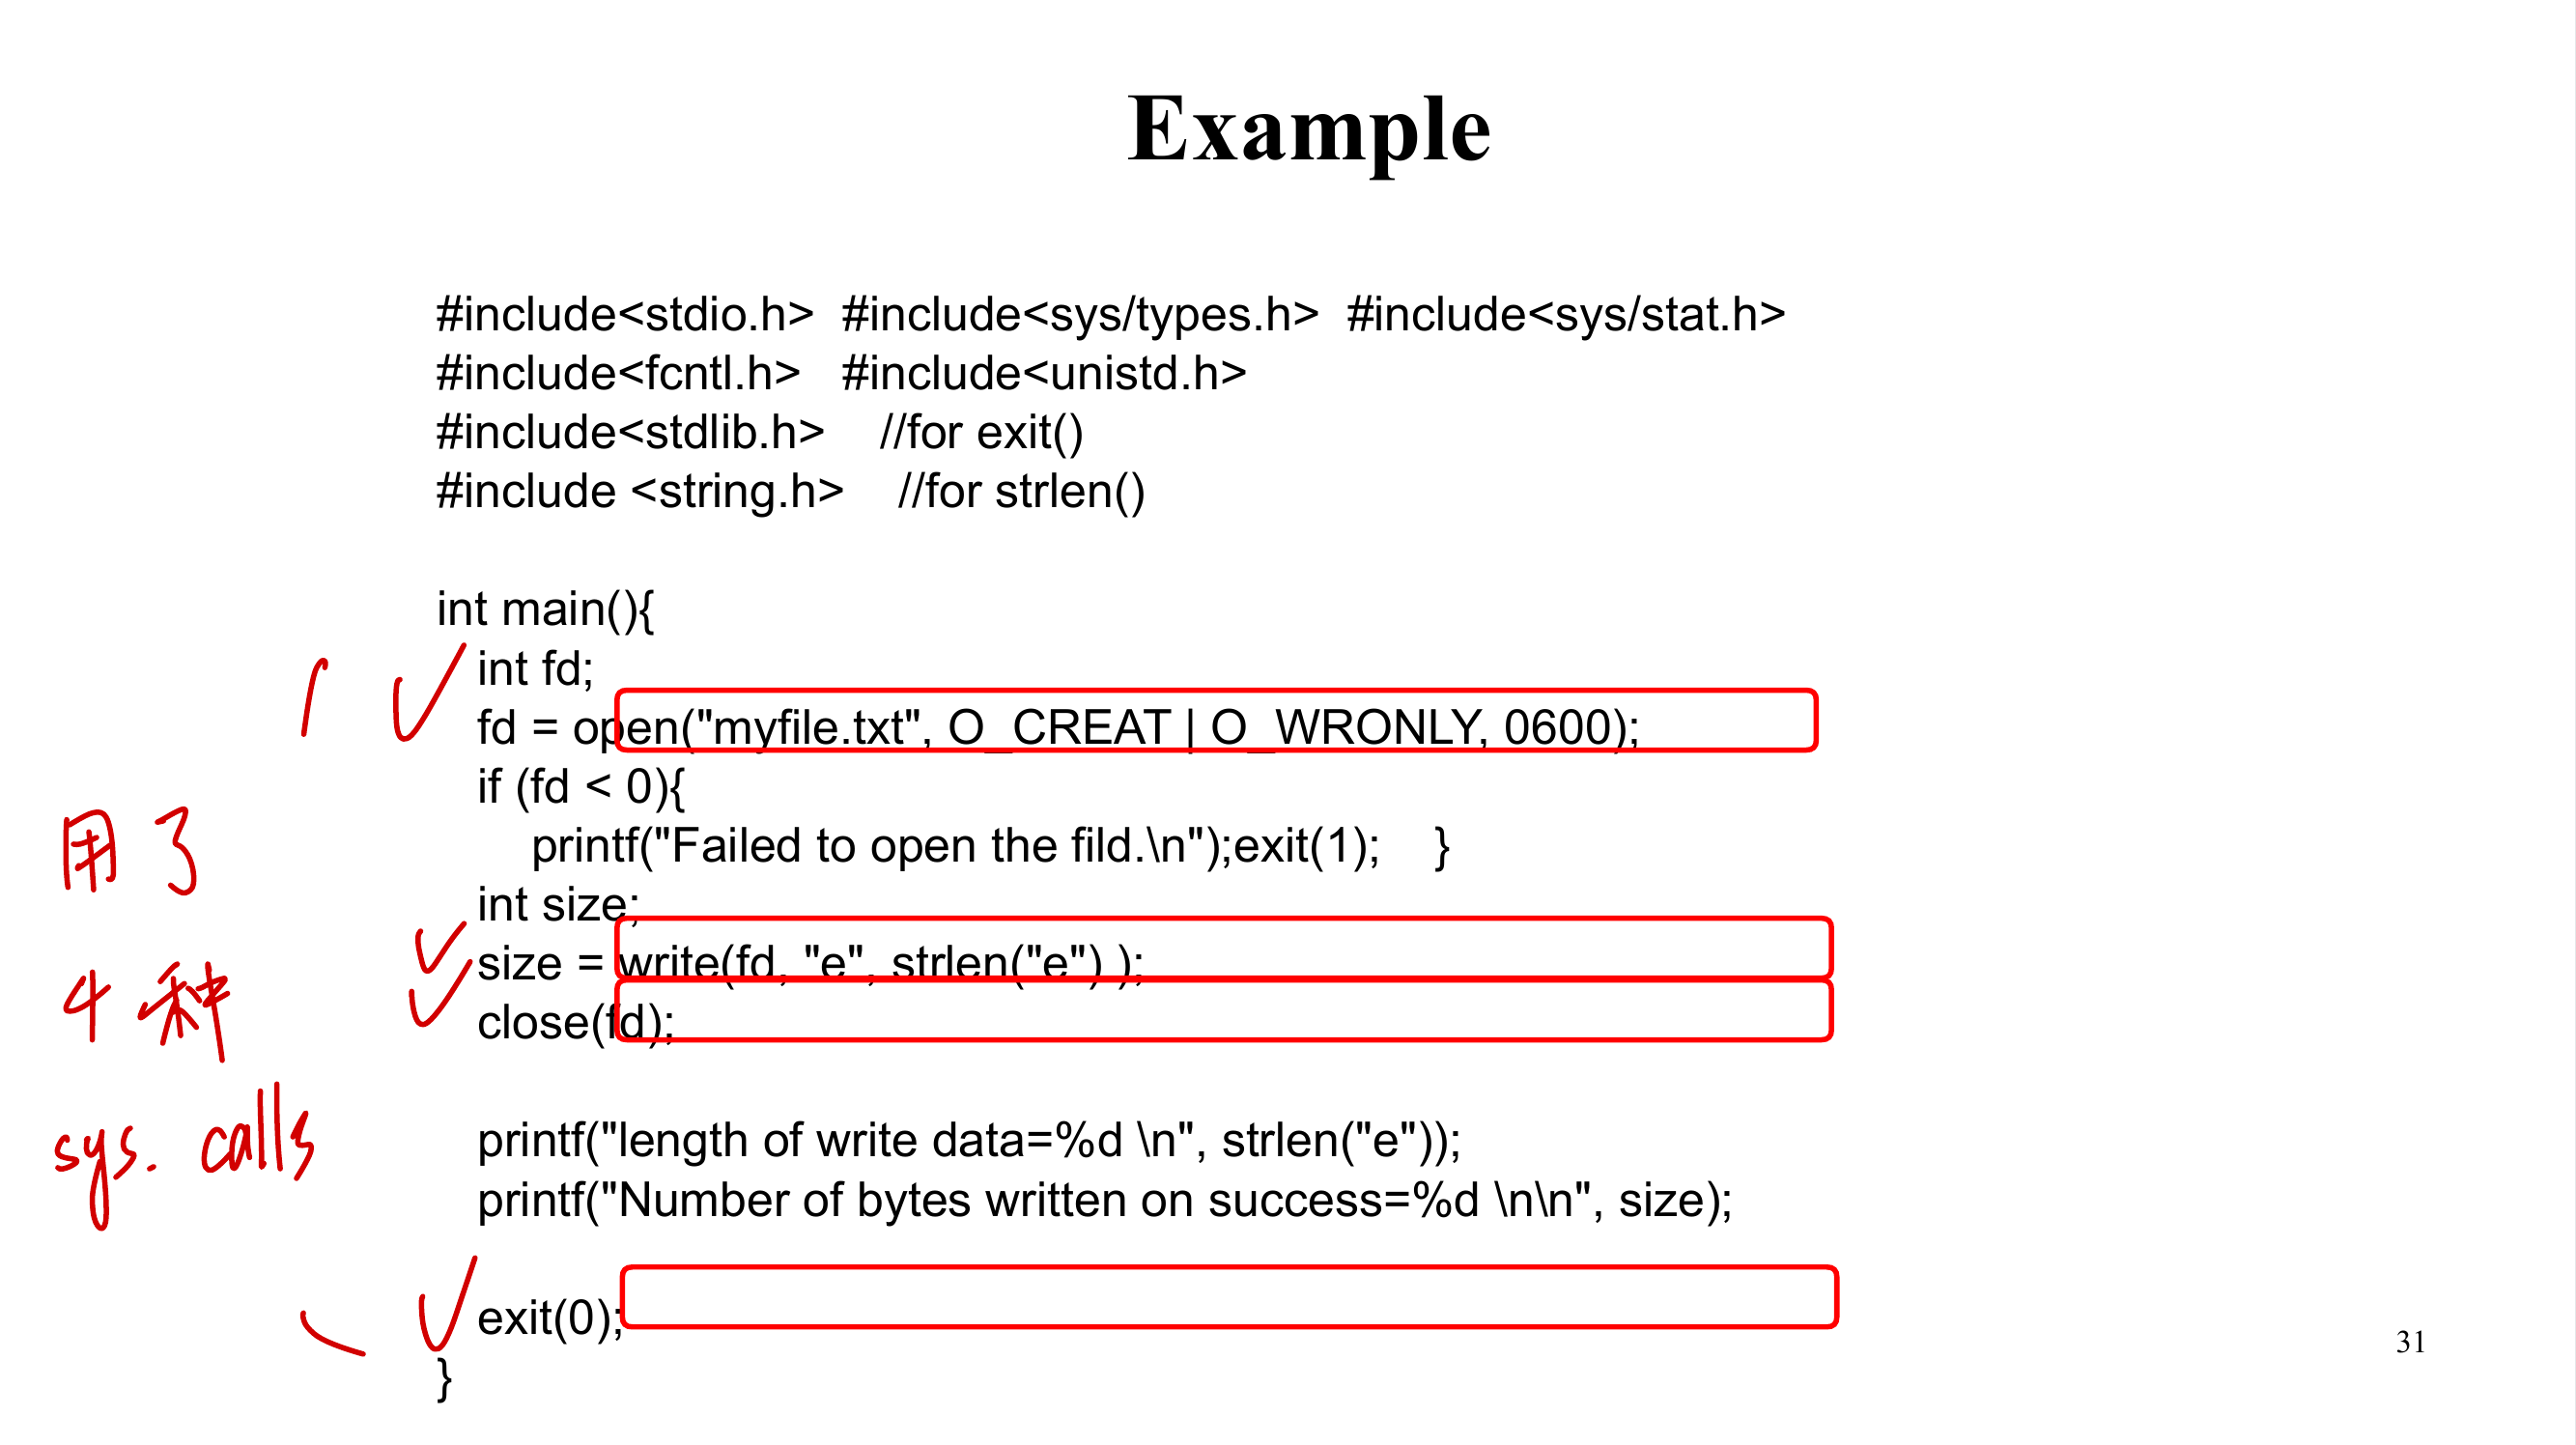 Example
#include<stdio.h> #include<sys/types.h> #include<sys/stat.h>
#include<fcntl.h> #include<unistd.h>
#include<stdlib.h> //for exit()
#include <string.h> //for strlen()
int main(){
int fd;
fd = open("myfile.txt", O_CREAT | O_WRONLY, 0600);
if (fd < 0){
printf("Failed to open the fild.\n");exit(1); }
int size;
size = write(fd, "e", strlen("e") );
close(fd);
printf("length of write data=%d \n", strlen("e"));
printf("Number of bytes written on success=%d \n\n", size);
exit(0);
}
用了
4种
sys. calls
31